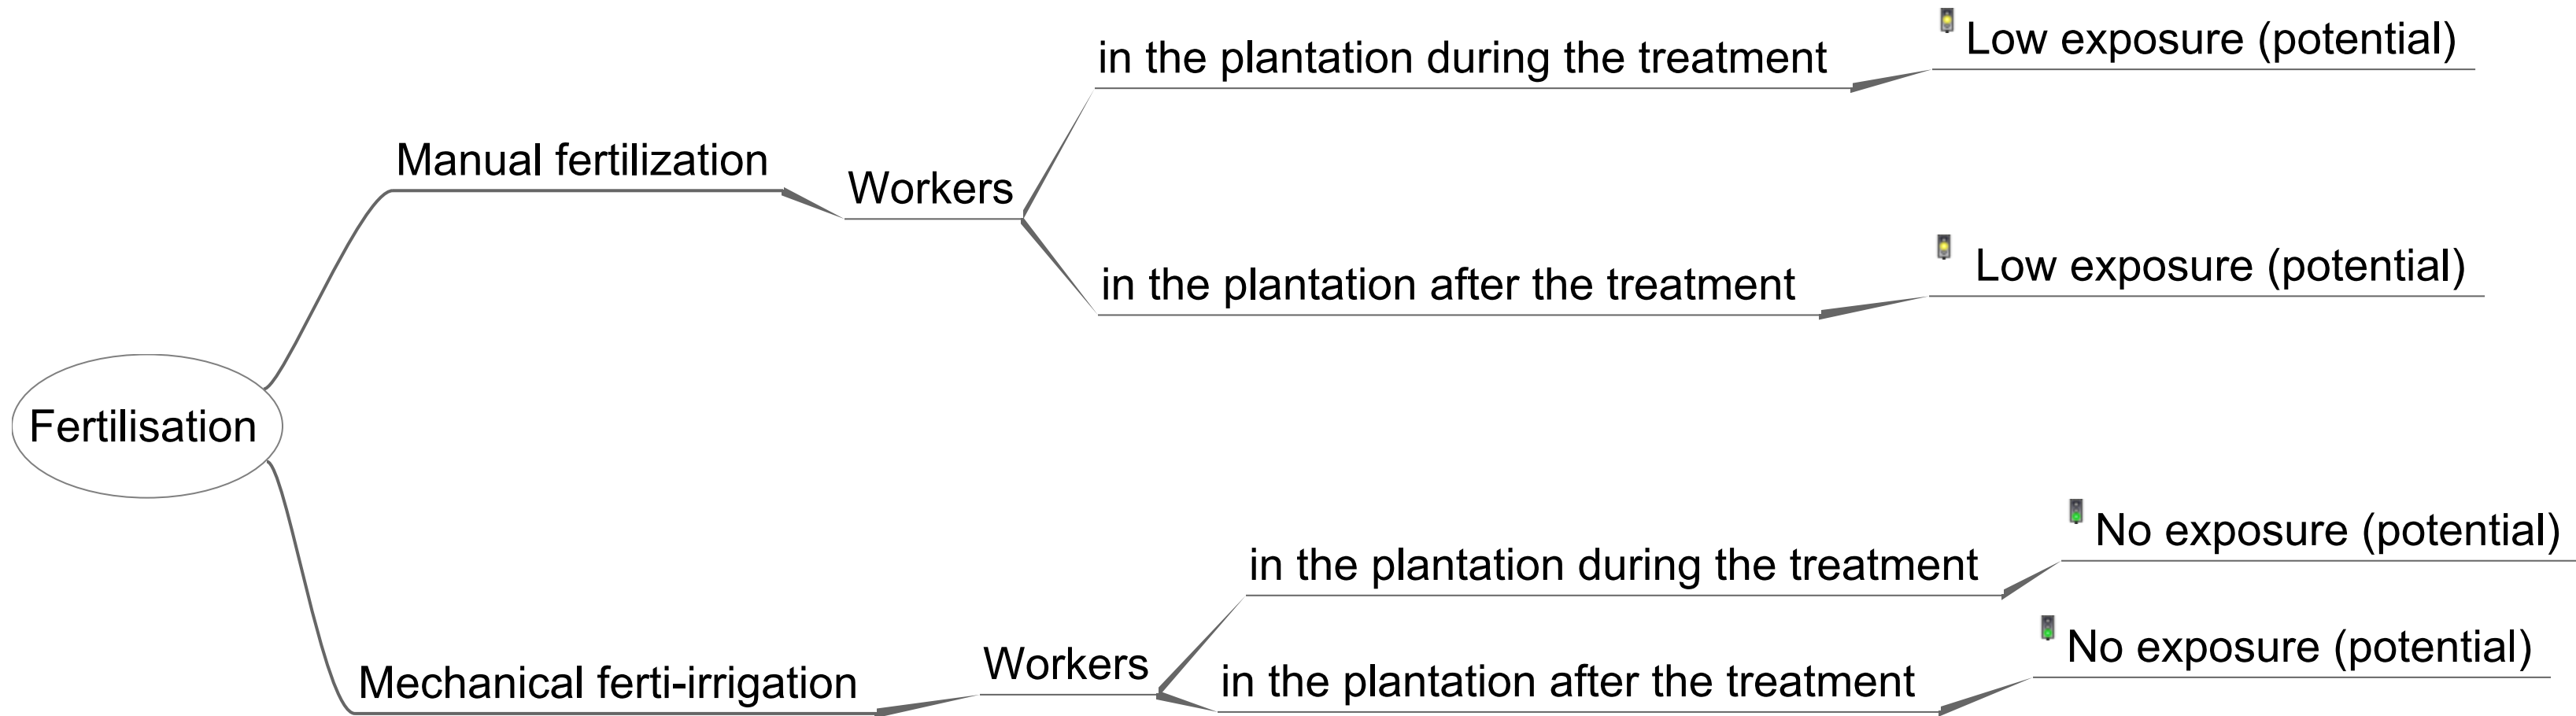 Fertilisation
Manual fertilization
Workers
in the plantation during the treatment
Low exposure (potential)
in the plantation after the treatment
Low exposure (potential)
Mechanical ferti-irrigation
Workers
in the plantation during the treatment
No exposure (potential)
in the plantation after the treatment
No exposure (potential)